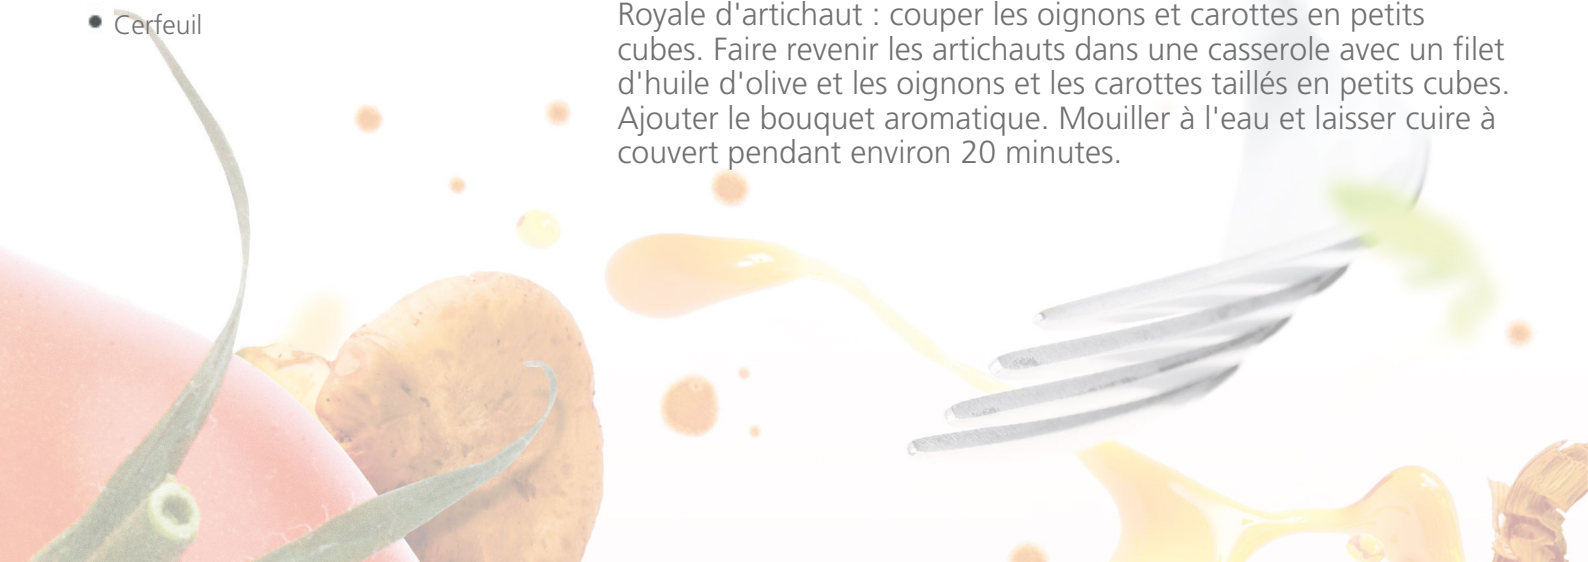 Cerfeuil
Royale d'artichaut : couper les oignons et carottes en petits
cubes. Faire revenir les artichauts dans une casserole avec un filet
d'huile d'olive et les oignons et les carottes taillés en petits cubes.
Ajouter le bouquet aromatique. Mouiller à l'eau et laisser cuire à
couvert pendant environ 20 minutes.